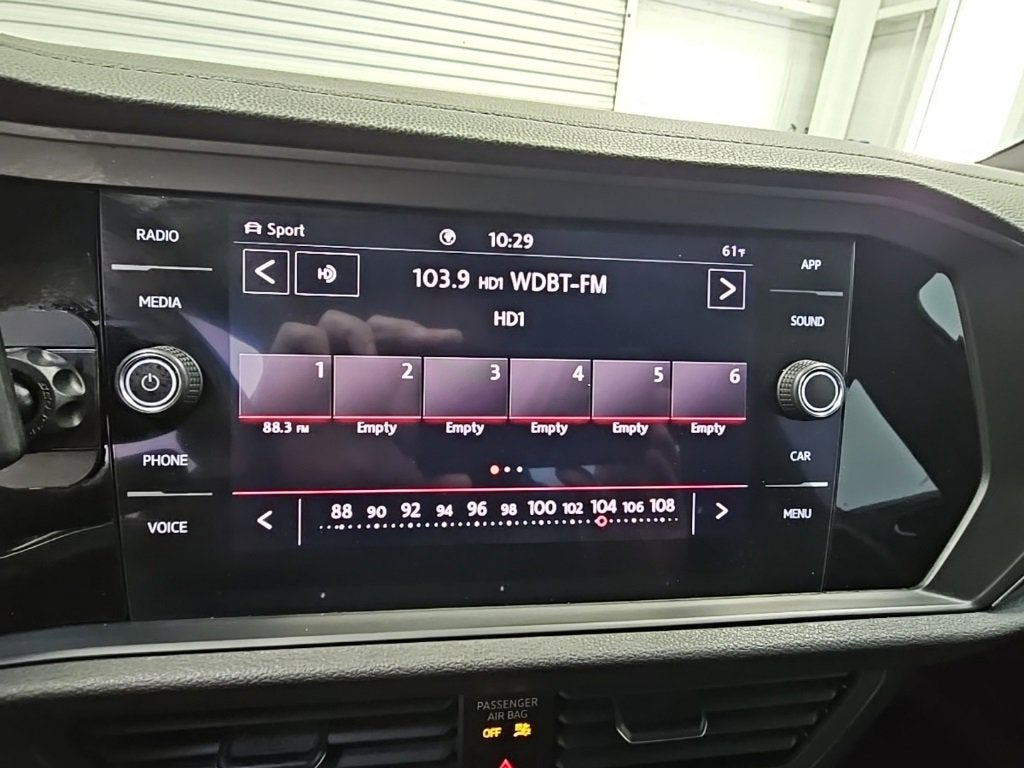 RADIO
MEDIA
PHONE
VOICE
Sport 10:29 61°F
HD 103.9 HD1 WDBT-FM
HD1
1 2 3 4 5 6
88.3 FM Empty Empty Empty Empty Empty
88 90 92 94 96 98 100 102 104 106 108
APP
SOUND
CAR
MENU
PASSENGER
AIR BAG
OFF